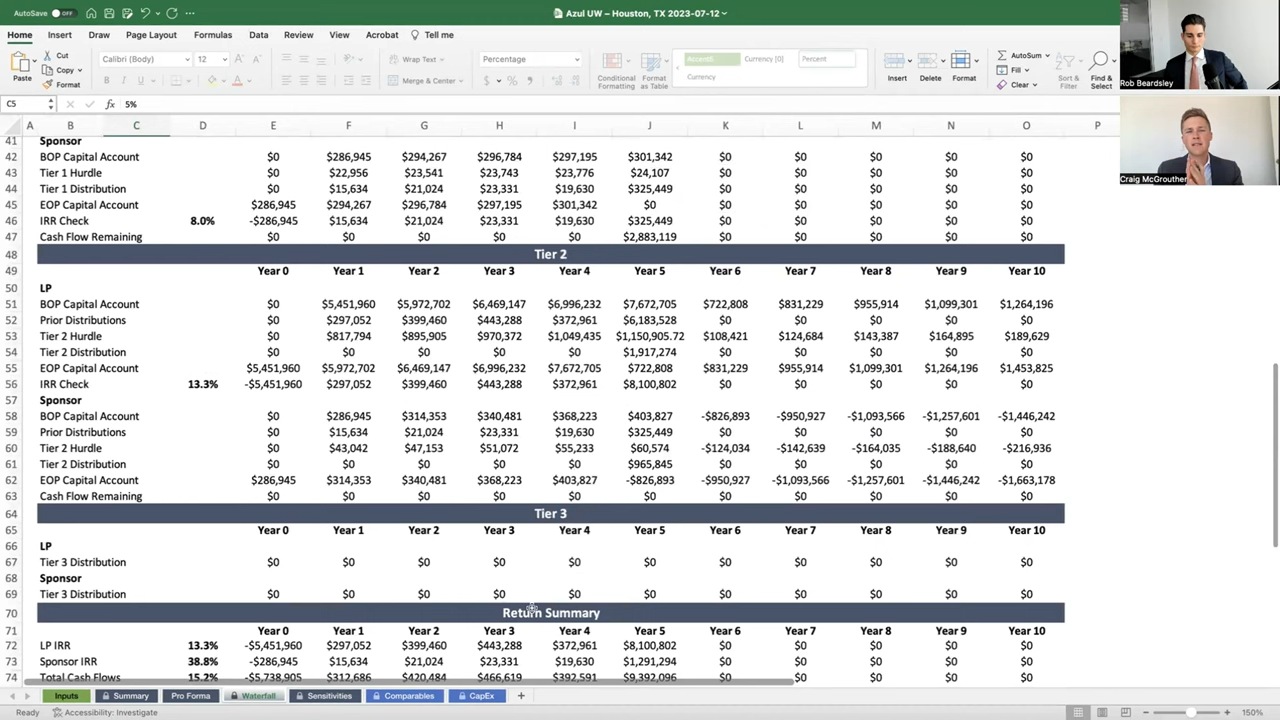 AutoSave OFF Azul UW – Houston, TX 2023-07-12
Home Insert Draw Page Layout Formulas Data Review View Acrobat Tell me
Paste Cut Copy Format Calibri (Body) 12 Wrap Text Merge & Center Percentage Conditional Formatting Format as Table Accent6 Currency [0] Percent Currency Insert Delete Format AutoSum Fill Clear Sort & Filter Find & Select
Rob Beardsley
Craig McGrouther
C5 fx 5%
A B C D E F G H I J K L M N O P
41 Sponsor
42 BOP Capital Account $0 $286,945 $294,267 $296,784 $297,195 $301,342 $0 $0 $0 $0 $0
43 Tier 1 Hurdle $0 $22,956 $23,541 $23,743 $23,776 $24,107 $0 $0 $0 $0 $0
44 Tier 1 Distribution $0 $15,634 $21,024 $23,331 $19,630 $325,449 $0 $0 $0 $0 $0
45 EOP Capital Account $286,945 $294,267 $296,784 $297,195 $301,342 $0 $0 $0 $0 $0 $0
46 IRR Check 8.0% -$286,945 $15,634 $21,024 $23,331 $19,630 $325,449 $0 $0 $0 $0 $0
47 Cash Flow Remaining $0 $0 $0 $0 $0 $2,883,119 $0 $0 $0 $0 $0
48 Tier 2
49 Year 0 Year 1 Year 2 Year 3 Year 4 Year 5 Year 6 Year 7 Year 8 Year 9 Year 10
50 LP
51 BOP Capital Account $0 $5,451,960 $5,972,702 $6,469,147 $6,996,232 $7,672,705 $722,808 $831,229 $955,914 $1,099,301 $1,264,196
52 Prior Distributions $0 $297,052 $399,460 $443,288 $372,961 $6,183,528 $0 $0 $0 $0 $0
53 Tier 2 Hurdle $0 $817,794 $895,905 $970,372 $1,049,435 $1,150,905.72 $108,421 $124,684 $143,387 $164,895 $189,629
54 Tier 2 Distribution $0 $0 $0 $0 $0 $1,917,274 $0 $0 $0 $0 $0
55 EOP Capital Account $5,451,960 $5,972,702 $6,469,147 $6,996,232 $7,672,705 $722,808 $831,229 $955,914 $1,099,301 $1,264,196 $1,453,825
56 IRR Check 13.3% -$5,451,960 $297,052 $399,460 $443,288 $372,961 $8,100,802 $0 $0 $0 $0 $0
57 Sponsor
58 BOP Capital Account $0 $286,945 $314,353 $340,481 $368,223 $403,827 -$826,893 -$950,927 -$1,093,566 -$1,257,601 -$1,446,242
59 Prior Distributions $0 $15,634 $21,024 $23,331 $19,630 $325,449 $0 $0 $0 $0 $0
60 Tier 2 Hurdle $0 $43,042 $47,153 $51,072 $55,233 $60,574 -$124,034 -$142,639 -$164,035 -$188,640 -$216,936
61 Tier 2 Distribution $0 $0 $0 $0 $0 $965,845 $0 $0 $0 $0 $0
62 EOP Capital Account $286,945 $314,353 $340,481 $368,223 $403,827 -$826,893 -$950,927 -$1,093,566 -$1,257,601 -$1,446,242 -$1,663,178
63 Cash Flow Remaining $0 $0 $0 $0 $0 $0 $0 $0 $0 $0 $0
64 Tier 3
65 Year 0 Year 1 Year 2 Year 3 Year 4 Year 5 Year 6 Year 7 Year 8 Year 9 Year 10
66 LP
67 Tier 3 Distribution $0 $0 $0 $0 $0 $0 $0 $0 $0 $0 $0
68 Sponsor
69 Tier 3 Distribution $0 $0 $0 $0 $0 $0 $0 $0 $0 $0 $0
70 Return Summary
71 Year 0 Year 1 Year 2 Year 3 Year 4 Year 5 Year 6 Year 7 Year 8 Year 9 Year 10
72 LP IRR 13.3% -$5,451,960 $297,052 $399,460 $443,288 $372,961 $8,100,802 $0 $0 $0 $0 $0
73 Sponsor IRR 38.8% -$286,945 $15,634 $21,024 $23,331 $19,630 $1,291,294 $0 $0 $0 $0 $0
74 Total Cash Flows 15.2% -$5,738,905 $312,686 $420,484 $466,619 $392,591 $9,392,096 $0 $0 $0 $0 $0
Inputs Summary Pro Forma Waterfall Sensitivities Comparables CapEx +
Ready Accessibility: Investigate 150%